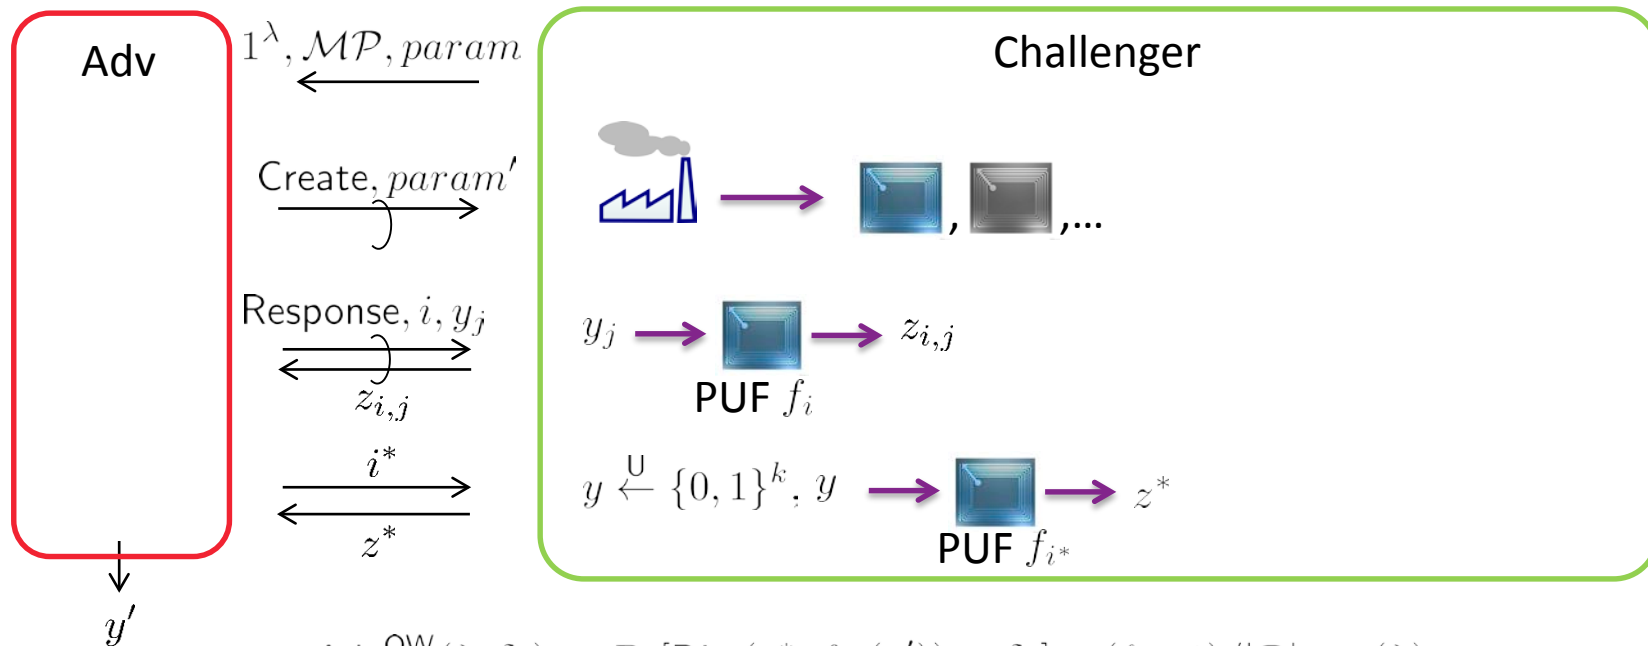 Adv
1^λ, MP, param
Challenger
Create, param′
, ,...
Response, i, y_j
y_j z_{i,j}
z_{i,j}
PUF f_i
i*
y ←^U {0, 1}^k, y z*
z*
PUF f_{i*}
y′